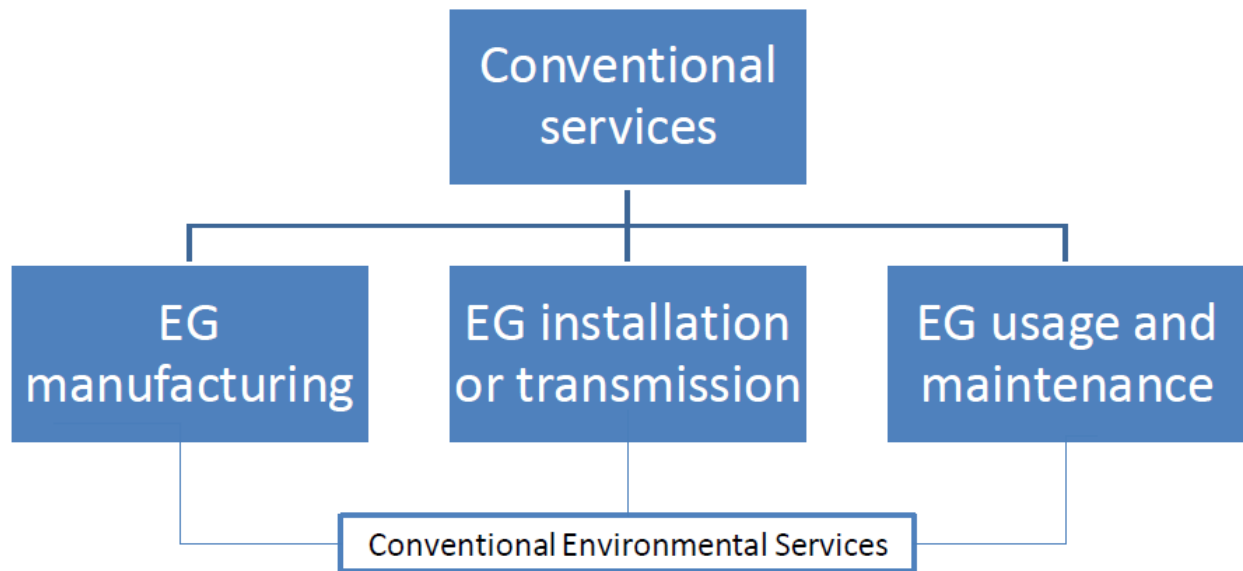 Conventional
services
EG
manufacturing
EG installation
or transmission
EG usage and
maintenance
Conventional Environmental Services